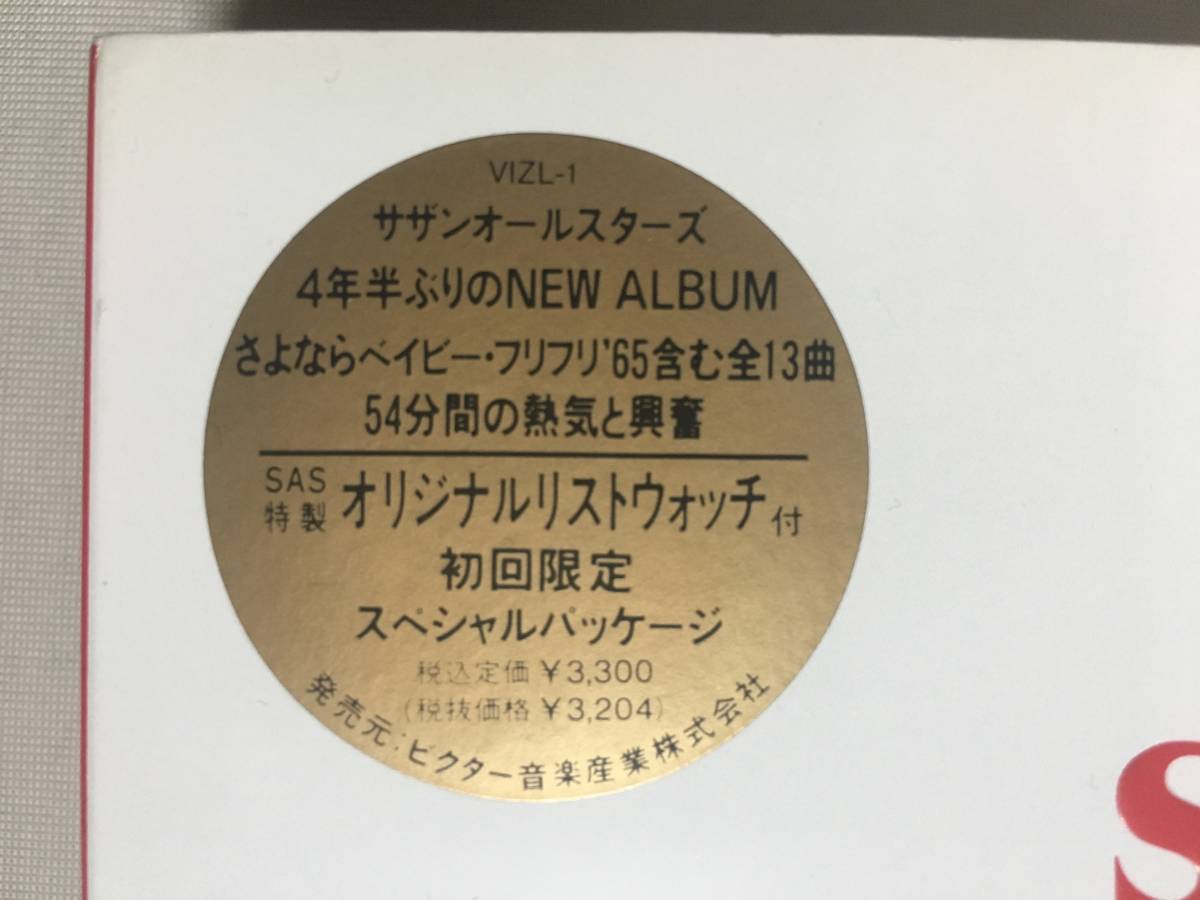 VIZL-1
サザンオールスターズ
4年半ぶりのNEW ALBUM
さよならベイビー・フリフリ'65含む全13曲
54分間の熱気と興奮
SAS
特製 オリジナルリストウォッチ付
初回限定
スペシャルパッケージ
税込定価 ¥3,300
(税抜価格 ¥3,204)
発売元:ビクター音楽産業株式会社
S